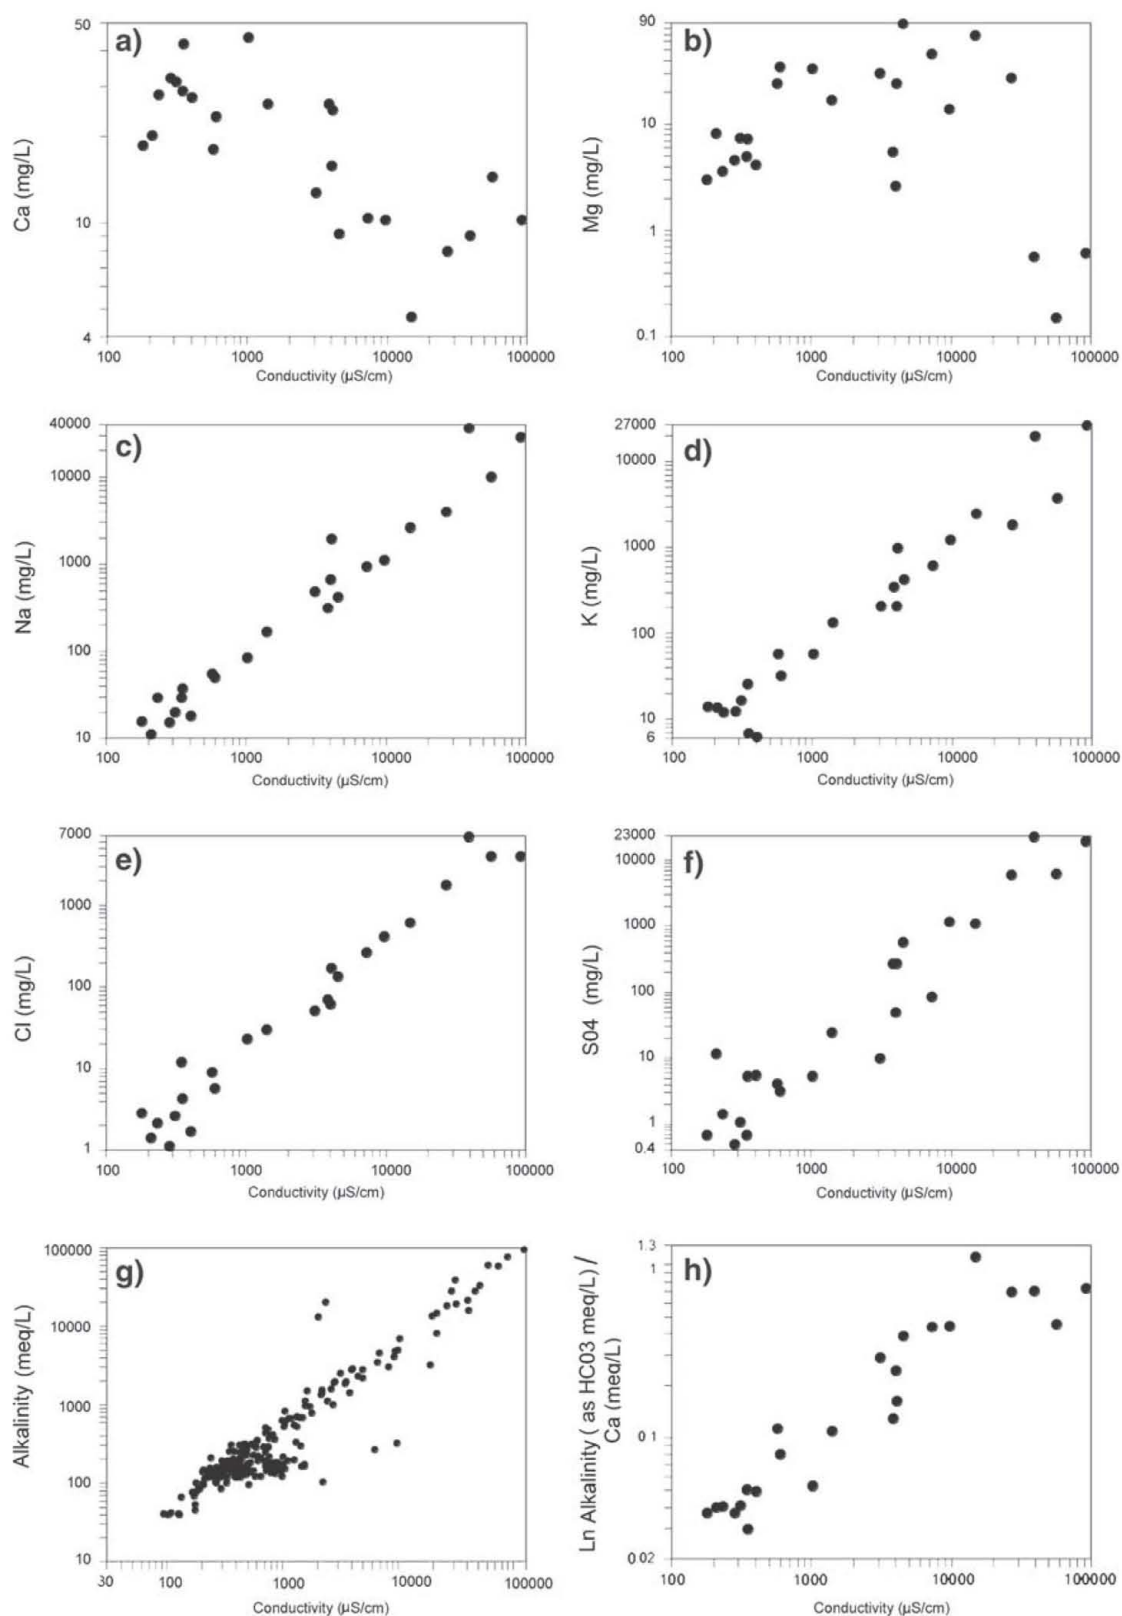 50
a)
Ca (mg/L)
10
4
100 1000 10000 100000
Conductivity (µS/cm)
90
b)
Mg (mg/L)
10
1
0.1
100 1000 10000 100000
Conductivity (µS/cm)
40000
c)
10000
Na (mg/L)
1000
100
10
100 1000 10000 100000
Conductivity (µS/cm)
27000
d)
10000
K (mg/L)
1000
100
10
6
100 1000 10000 100000
Conductivity (µS/cm)
7000
e)
1000
Cl (mg/L)
100
10
1
100 1000 10000 100000
Conductivity (µS/cm)
23000
f)
10000
S04 (mg/L)
1000
100
10
1
0.4
100 1000 10000 100000
Conductivity (µS/cm)
100000
g)
10000
Alkalinity (meq/L)
1000
100
10
30 100 1000 10000 100000
Conductivity (µS/cm)
1.3
h)
1
Ln Alkalinity ( as HC03 meq/L) /
Ca (meq/L)
0.1
0 02
100 1000 10000 100000
Conductivity (µS/cm)